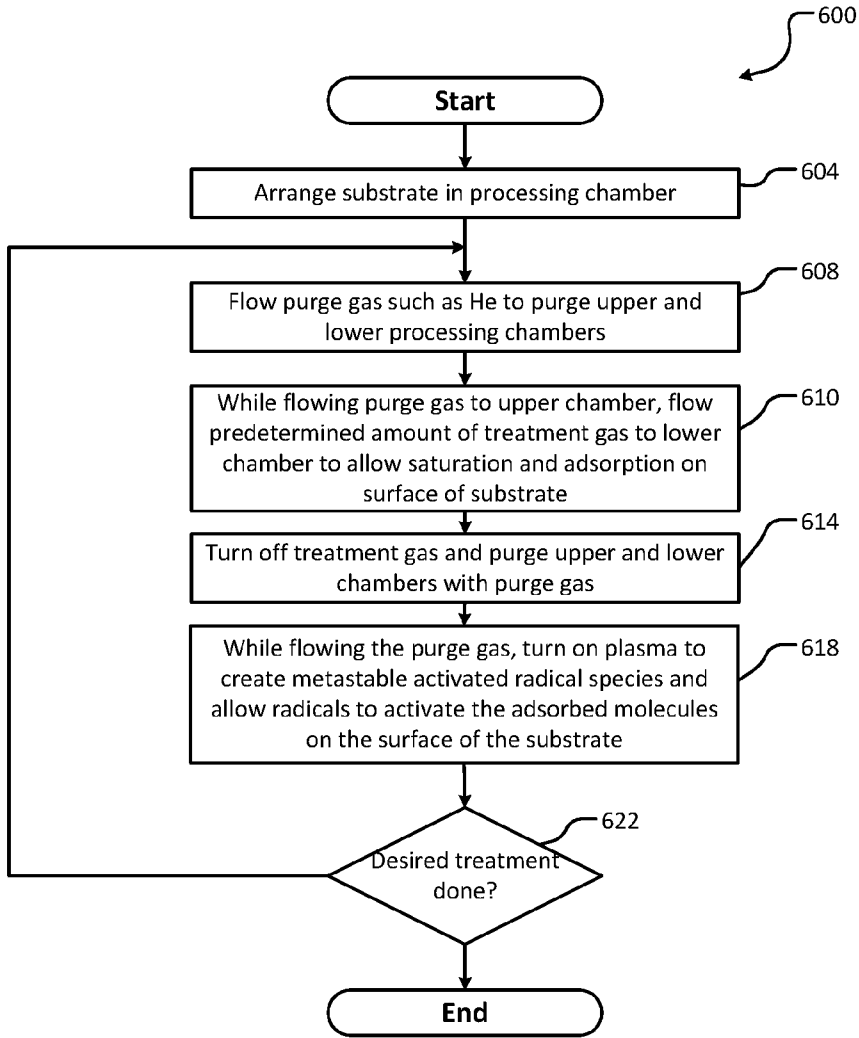 600
Start
604
Arrange substrate in processing chamber
608
Flow purge gas such as He to purge upper and
lower processing chambers
610
While flowing purge gas to upper chamber, flow
predetermined amount of treatment gas to lower
chamber to allow saturation and adsorption on
surface of substrate
614
Turn off treatment gas and purge upper and lower
chambers with purge gas
618
While flowing the purge gas, turn on plasma to
create metastable activated radical species and
allow radicals to activate the adsorbed molecules
on the surface of the substrate
622
Desired treatment
done?
End